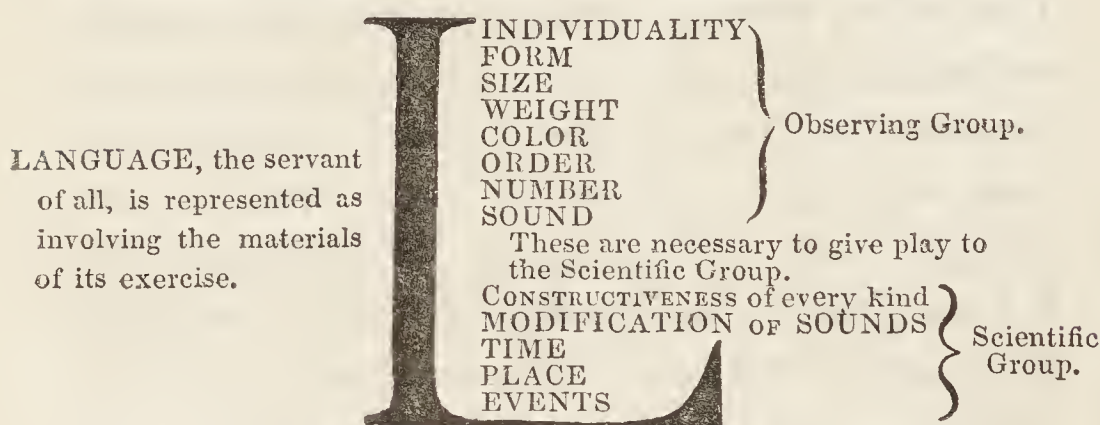 LANGUAGE, the servant
of all, is represented as
involving the materials
of its exercise.
L
INDIVIDUALITY
FORM
SIZE
WEIGHT
COLOR
ORDER
NUMBER
SOUND
Observing Group.
These are necessary to give play to
the Scientific Group.
CONSTRUCTIVENESS of every kind
MODIFICATION OF SOUNDS
TIME
PLACE
EVENTS
Scientific
Group.